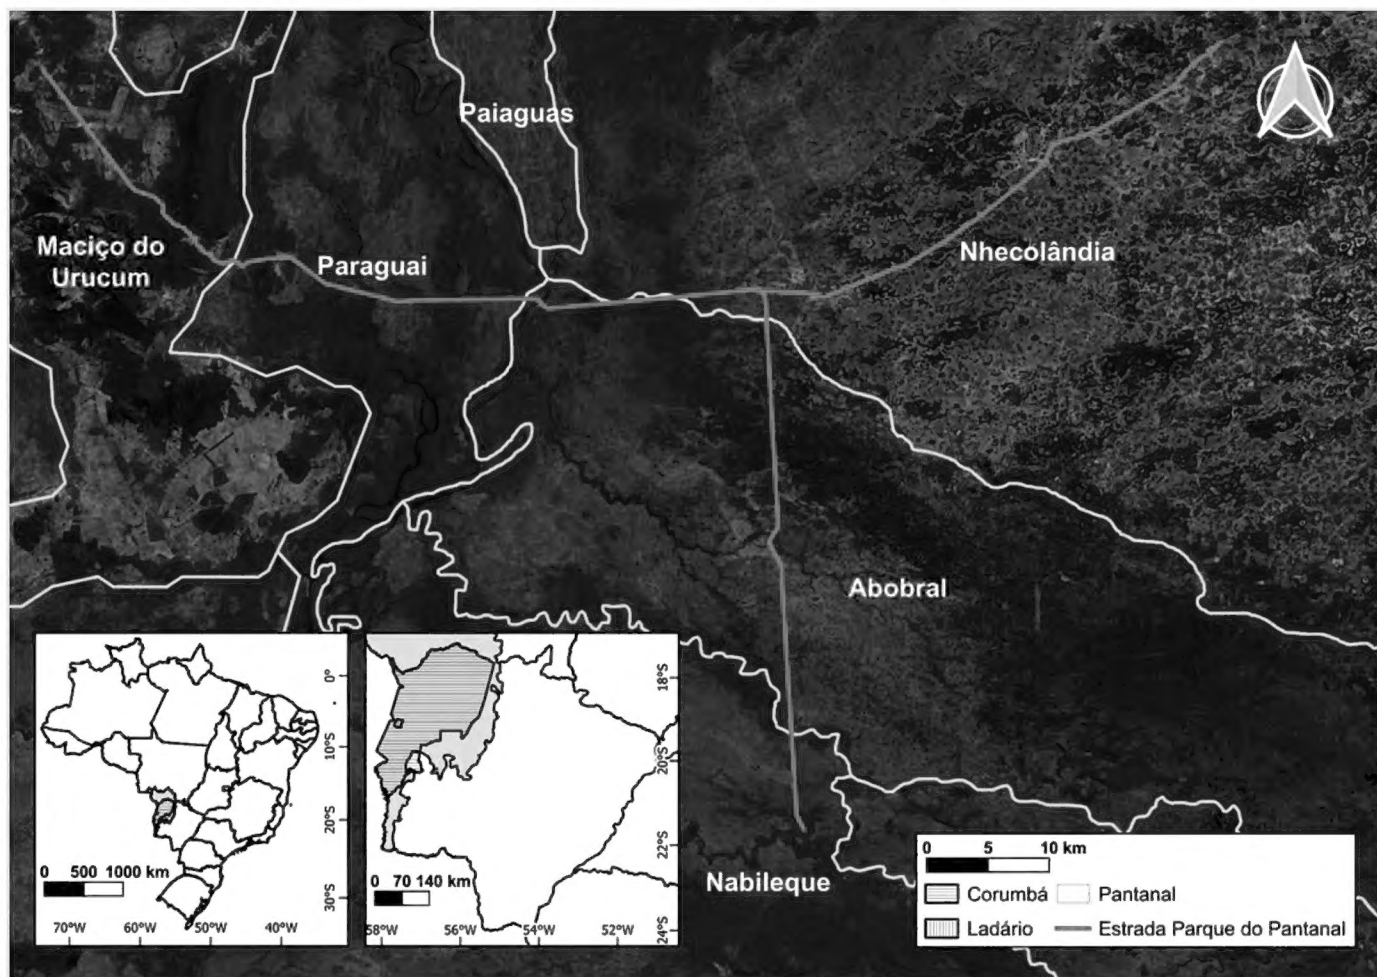 Paiaguas
Maciço do
Urucum
Paraguai
Nhecolândia
Abobral
Nabileque
0°
10°S
20°S
30°S
0 500 1000 km
70°W 60°W 50°W 40°W
18°S
20°S
22°S
24°S
0 70 140 km
58°W 56°W 54°W 52°W
0 5 10 km
Corumbá Pantanal
Ladário Estrada Parque do Pantanal